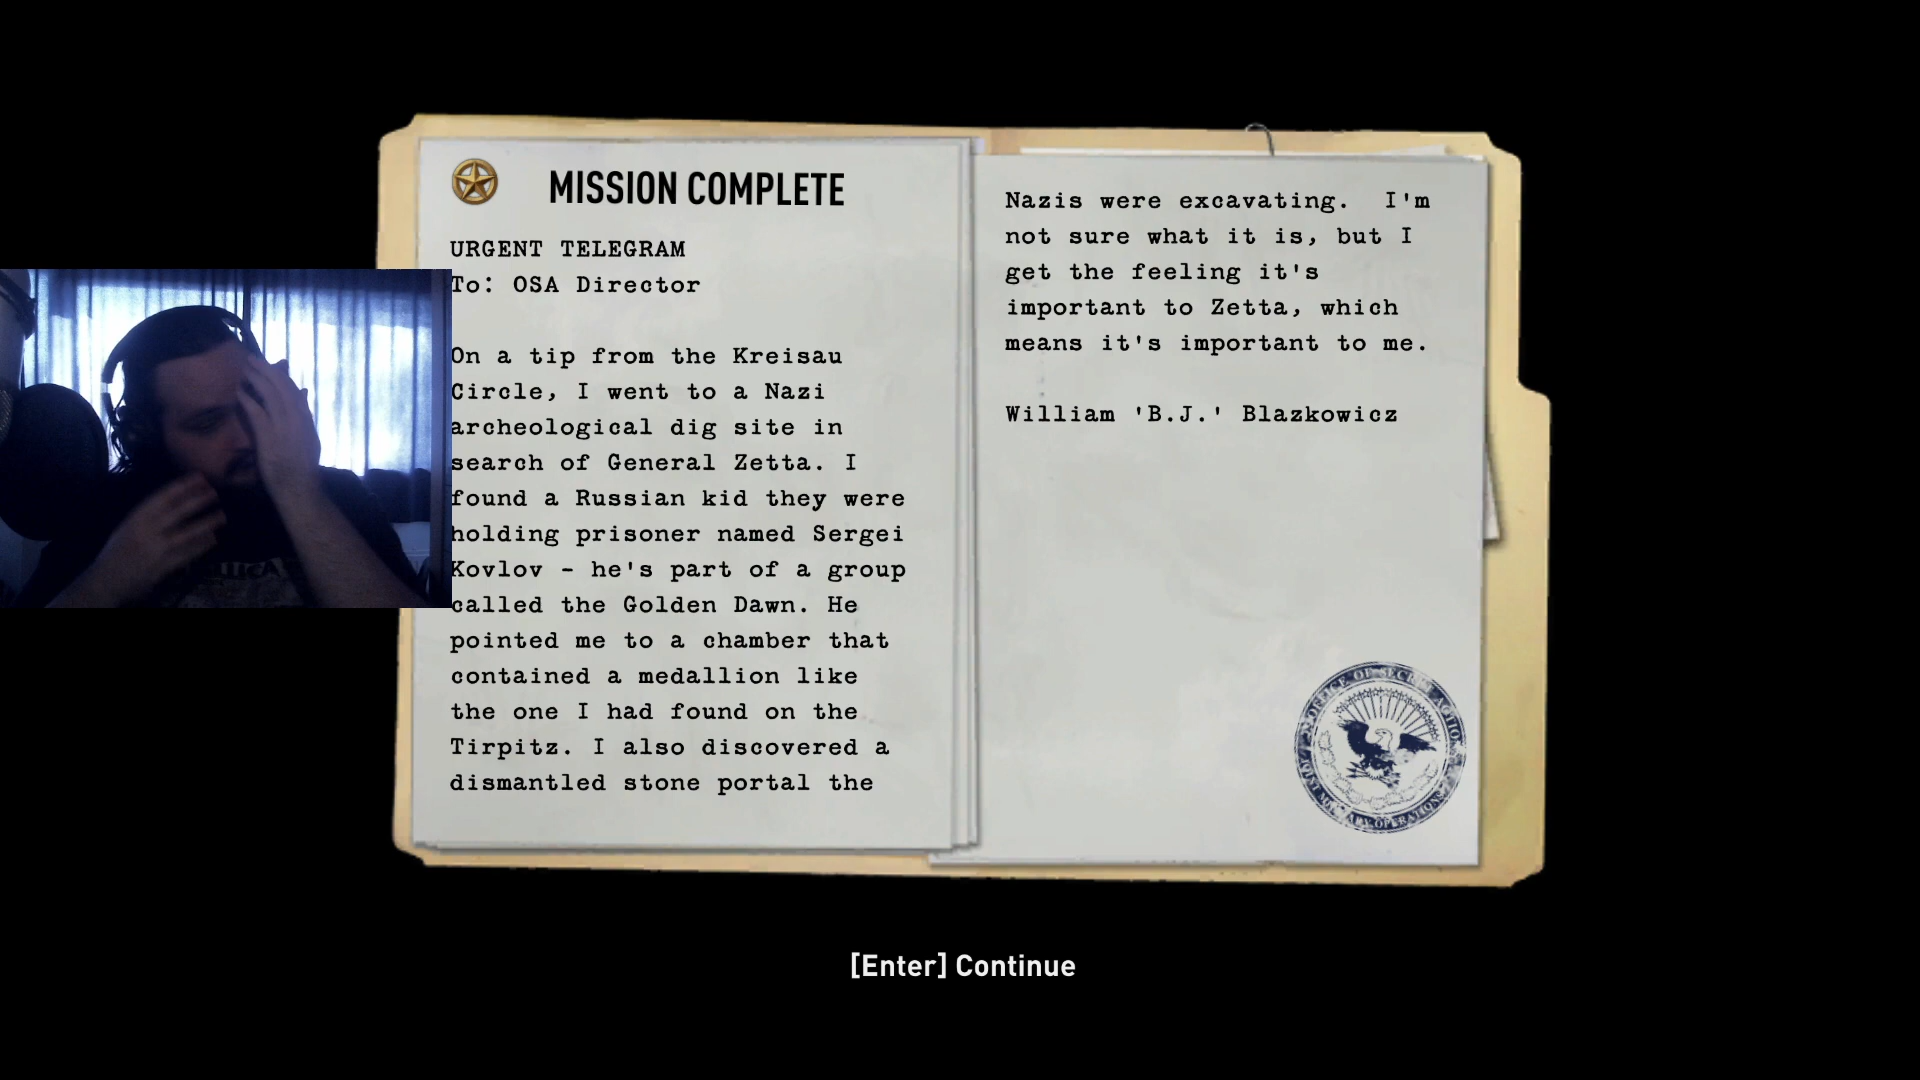 MISSION COMPLETE
URGENT TELEGRAM
To: OSA Director
On a tip from the Kreisau
Circle, I went to a Nazi
archeological dig site in
search of General Zetta. I
found a Russian kid they were
holding prisoner named Sergei
Kovlov - he's part of a group
called the Golden Dawn. He
pointed me to a chamber that
contained a medallion like
the one I had found on the
Tirpitz. I also discovered a
dismantled stone portal the
Nazis were excavating. I'm
not sure what it is, but I
get the feeling it's
important to Zetta, which
means it's important to me.
William 'B.J.' Blazkowicz
OFFICE OF SECRET ACTIONS
[Enter] Continue